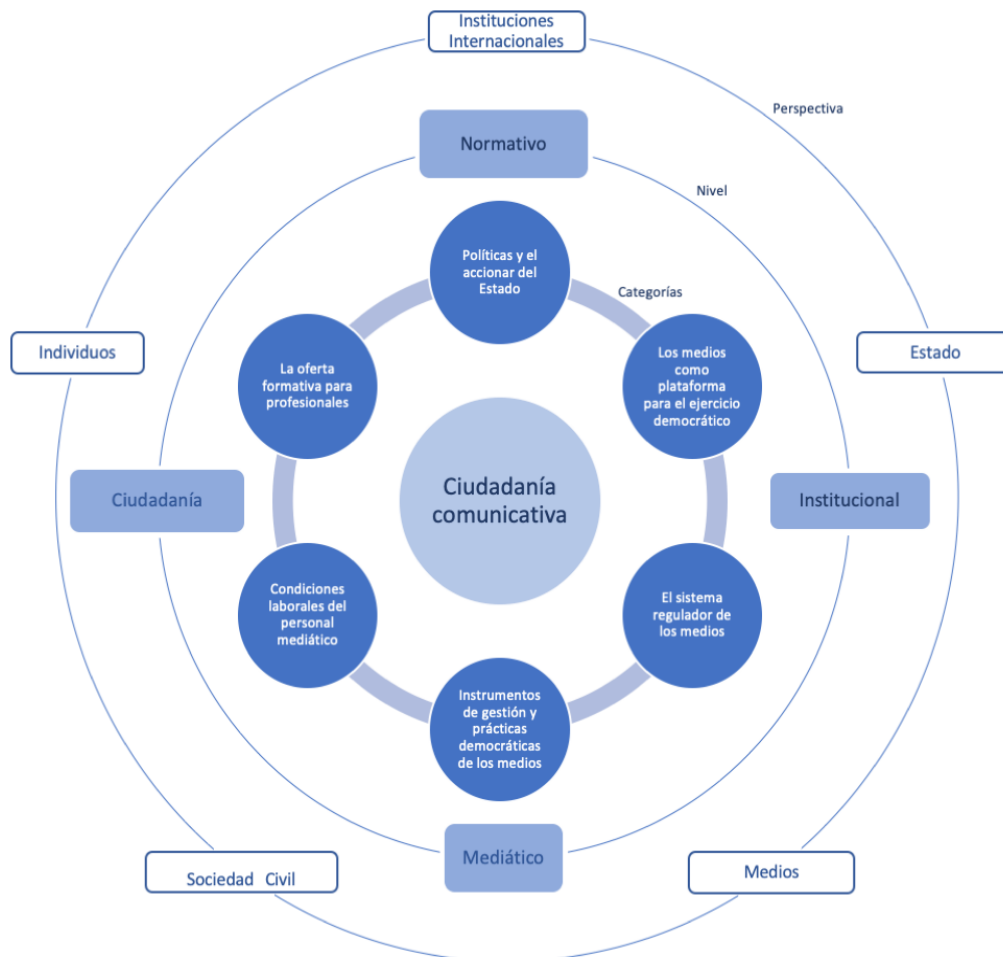 Instituciones
Internacionales
Perspectiva
Normativo
Nivel
Políticas y el
accionar del
Estado
Categorías
Individuos
Estado
La oferta
formativa para
profesionales
Los medios
como
plataforma
para el ejercicio
democrático
Ciudadanía
Ciudadanía
comunicativa
Institucional
Condiciones
laborales del
personal
mediático
El sistema
regulador de
los medios
Instrumentos
de gestión y
prácticas
democráticas
de los medios
Mediático
Sociedad Civil
Medios